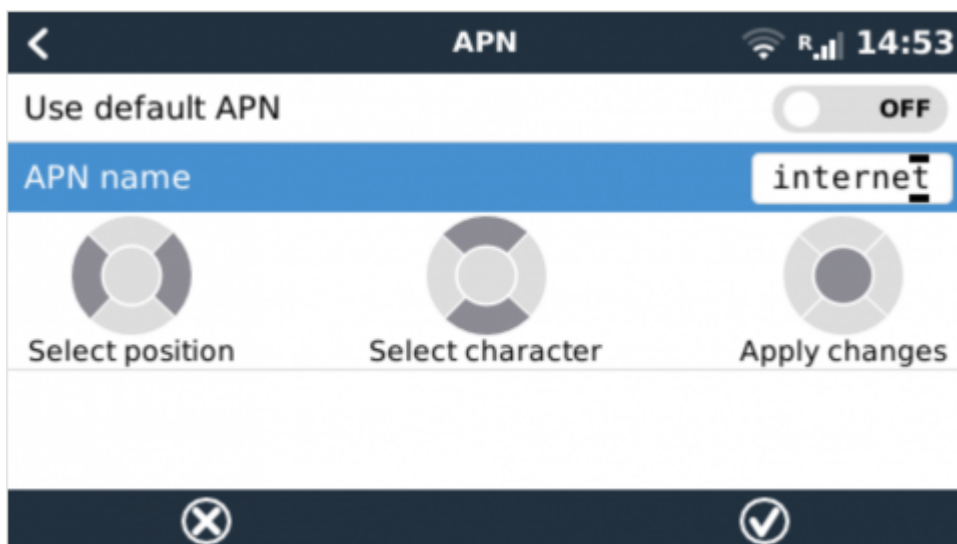 APN R 14:53
Use default APN OFF
APN name internet
Select position Select character Apply changes